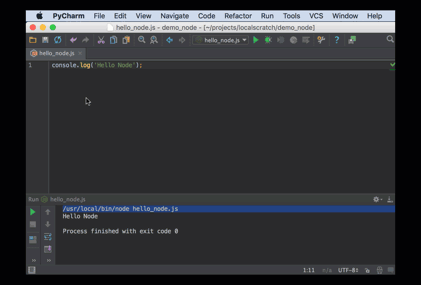 PyCharm File Edit View Navigate Code Refactor Run Tools VCS Window Help
hello_node.js - demo_node - [~/projects/localscratch/demo_node]
hello_node.js
hello_node.js ×
1 console.log('Hello Node');
Run hello_node.js
/usr/local/bin/node hello_node.js
Hello Node
Process finished with exit code 0
1:11 n/a UTF-8